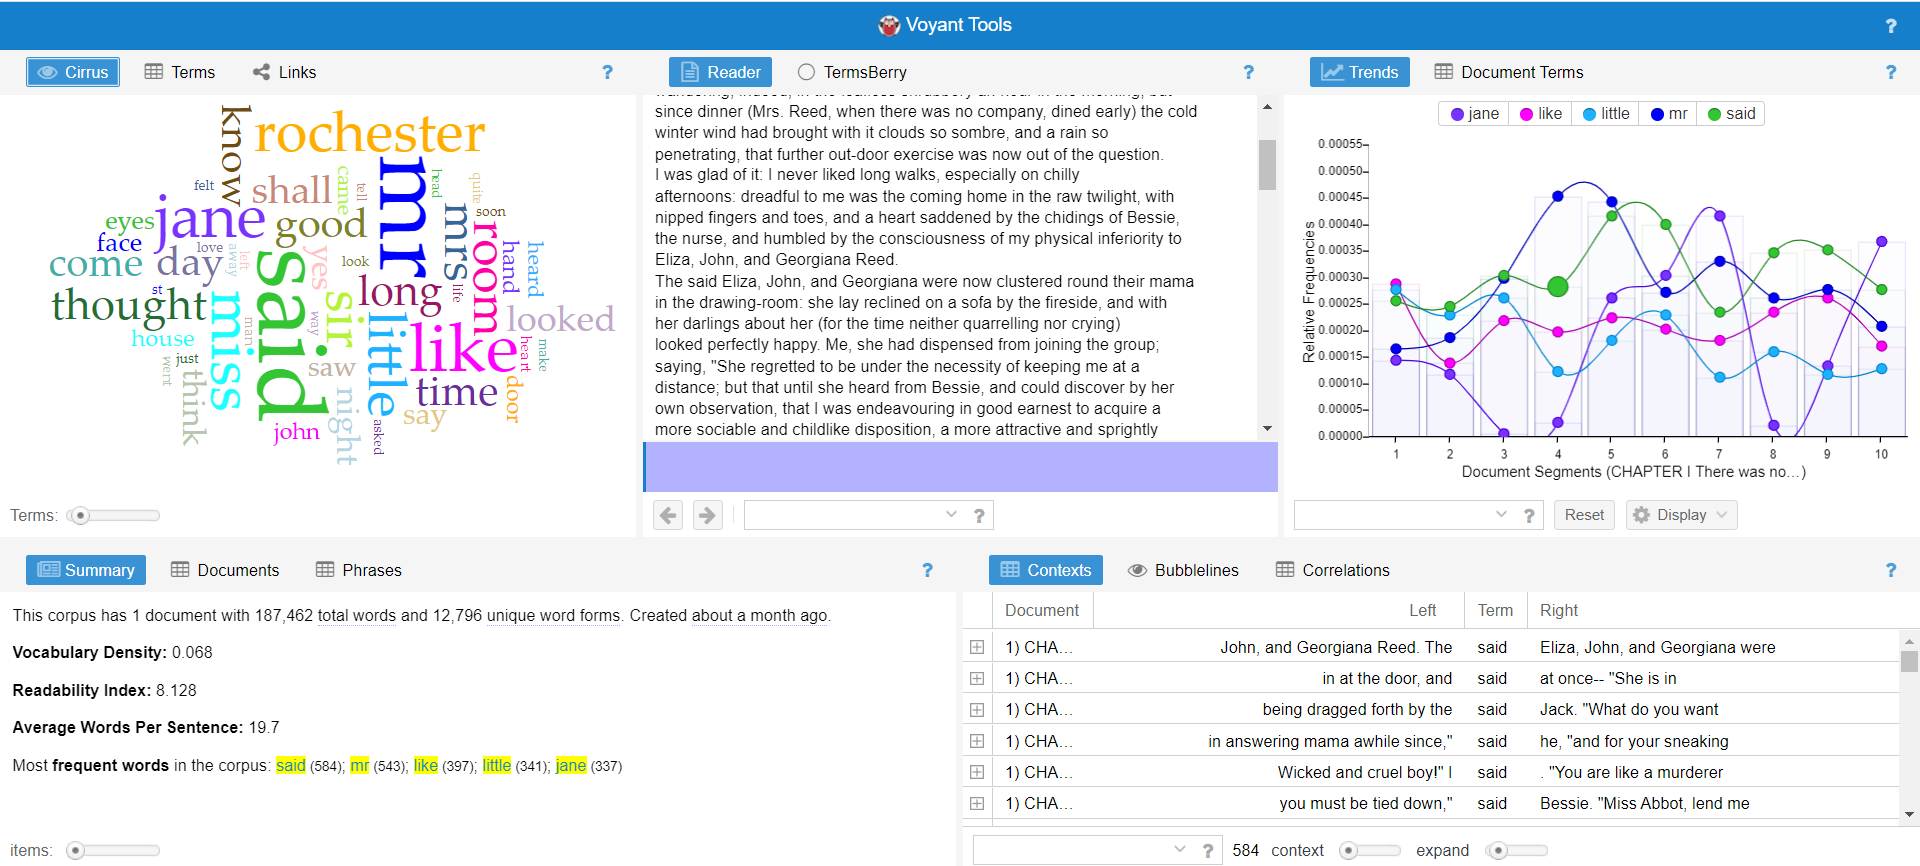 Voyant Tools
?
Cirrus Terms Links ?
know
rochester
felt
shall
came
tell
mr
head
quite
jane
eyes
good
mrs
soon
face
love
away
left
yes
room
hand
heard
come
day
said
look
life
st
thought
miss
sir
long
looked
way
man
little
like
heart
make
house
just
went
think
saw
time
door
night
say
john
asked
Terms:
Reader TermsBerry ?
since dinner (Mrs. Reed, when there was no company, dined early) the cold
winter wind had brought with it clouds so sombre, and a rain so
penetrating, that further out-door exercise was now out of the question.
I was glad of it: I never liked long walks, especially on chilly
afternoons: dreadful to me was the coming home in the raw twilight, with
nipped fingers and toes, and a heart saddened by the chidings of Bessie,
the nurse, and humbled by the consciousness of my physical inferiority to
Eliza, John, and Georgiana Reed.
The said Eliza, John, and Georgiana were now clustered round their mama
in the drawing-room: she lay reclined on a sofa by the fireside, and with
her darlings about her (for the time neither quarrelling nor crying)
looked perfectly happy. Me, she had dispensed from joining the group;
saying, "She regretted to be under the necessity of keeping me at a
distance; but that until she heard from Bessie, and could discover by her
own observation, that I was endeavouring in good earnest to acquire a
more sociable and childlike disposition, a more attractive and sprightly
?
Trends Document Terms ?
jane like little mr said
0.00055
0.00050
0.00045
0.00040
0.00035
0.00030
0.00025
0.00020
0.00015
0.00010
0.00005
0.00000
Relative Frequencies
1 2 3 4 5 6 7 8 9 10
Document Segments (CHAPTER I There was no...)
? Reset Display
Summary Documents Phrases ?
This corpus has 1 document with 187,462 total words and 12,796 unique word forms. Created about a month ago.
Vocabulary Density: 0.068
Readability Index: 8.128
Average Words Per Sentence: 19.7
Most frequent words in the corpus: said (584); mr (543); like (397); little (341); jane (337)
items:
Contexts Bubblelines Correlations ?
Document Left Term Right
1) CHA... John, and Georgiana Reed. The said Eliza, John, and Georgiana were
1) CHA... in at the door, and said at once-- "She is in
1) CHA... being dragged forth by the said Jack. "What do you want
1) CHA... in answering mama awhile since," said he, "and for your sneaking
1) CHA... Wicked and cruel boy!" I said . "You are like a murderer
1) CHA... you must be tied down," said Bessie. "Miss Abbot, lend me
? 584 context expand